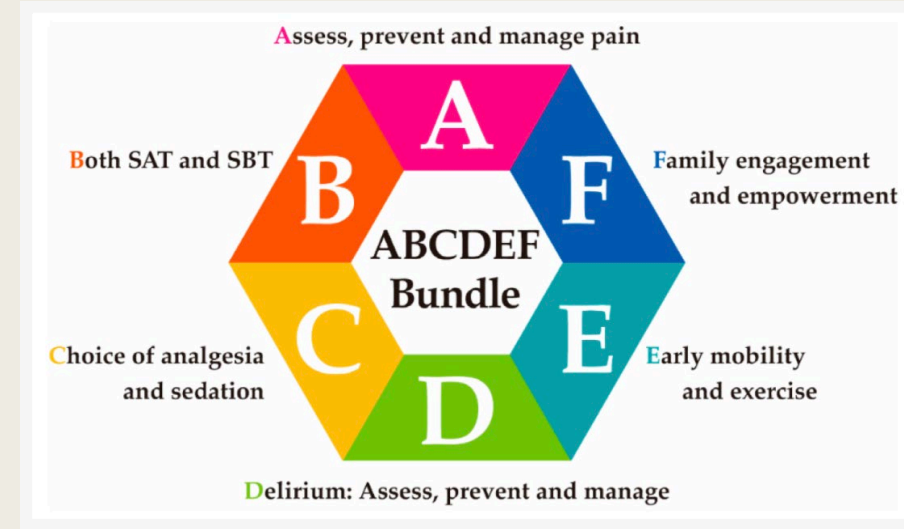 Assess, prevent and manage pain
A
Both SAT and SBT
B
F
Family engagement
and empowerment
ABCDEF
Bundle
Choice of analgesia
and sedation
C
E
Early mobility
and exercise
D
Delirium: Assess, prevent and manage